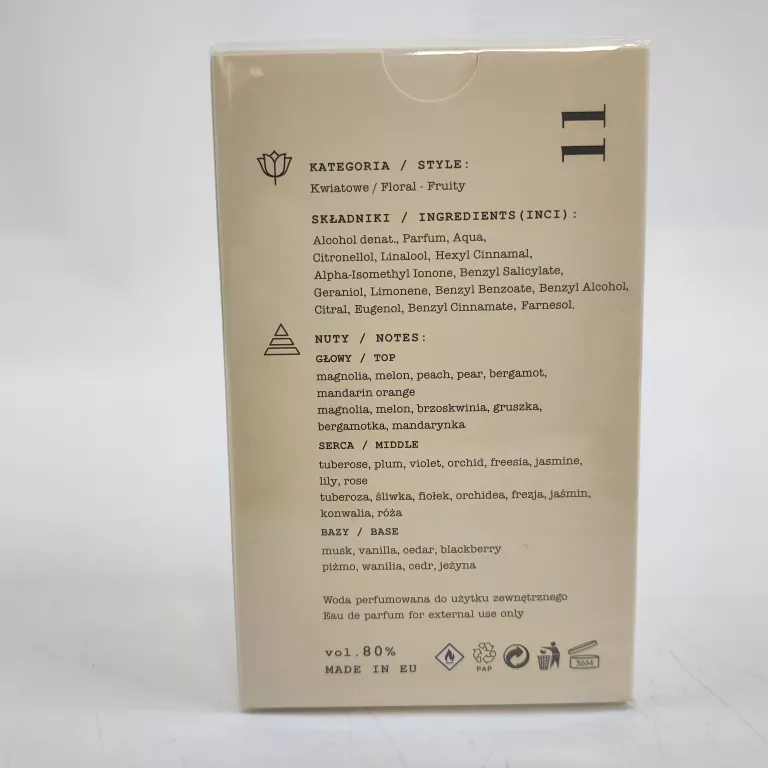 11
KATEGORIA / STYLE:
Kwiatowe / Floral - Fruity
SKŁADNIKI / INGREDIENTS (INCI):
Alcohol denat., Parfum, Aqua,
Citronellol, Linalool, Hexyl Cinnamal,
Alpha-Isomethyl Ionone, Benzyl Salicylate,
Geraniol, Limonene, Benzyl Benzoate, Benzyl Alcohol,
Citral, Eugenol, Benzyl Cinnamate, Farnesol.
NUTY / NOTES:
GŁOWY / TOP
magnolia, melon, peach, pear, bergamot,
mandarin orange
magnolia, melon, brzoskwinia, gruszka,
bergamotka, mandarynka
SERCA / MIDDLE
tuberose, plum, violet, orchid, freesia, jasmine,
lily, rose
tuberoza, śliwka, fiołek, orchidea, frezja, jaśmin,
konwalia, róża
BAZY / BASE
musk, vanilla, cedar, blackberry
piżmo, wanilia, cedr, jeżyna
Woda perfumowana do użytku zewnętrznego
Eau de parfum for external use only
vol.80%
MADE IN EU
PAP
36M